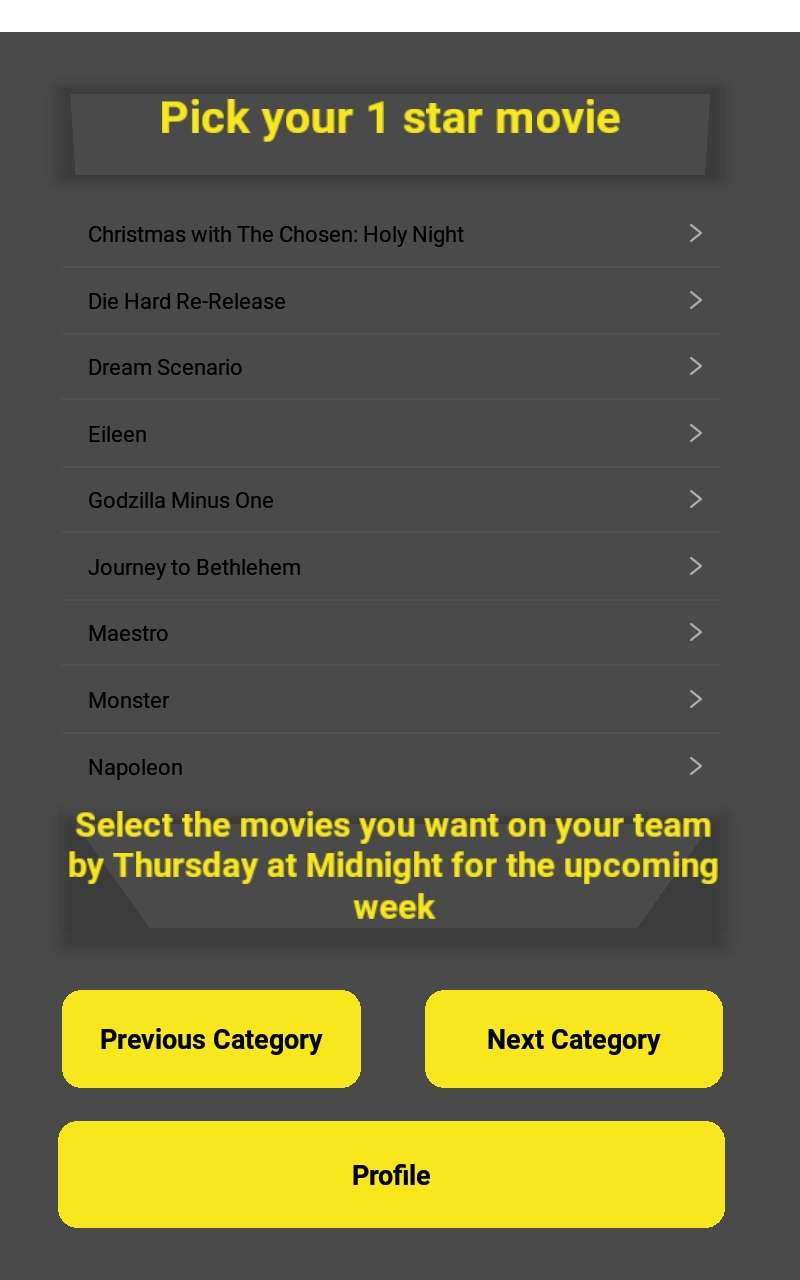 Pick your 1 star movie
Christmas with The Chosen: Holy Night
Die Hard Re-Release
Dream Scenario
Eileen
Godzilla Minus One
Journey to Bethlehem
Maestro
Monster
Napoleon
Select the movies you want on your team
by Thursday at Midnight for the upcoming
week
Previous Category
Next Category
Profile